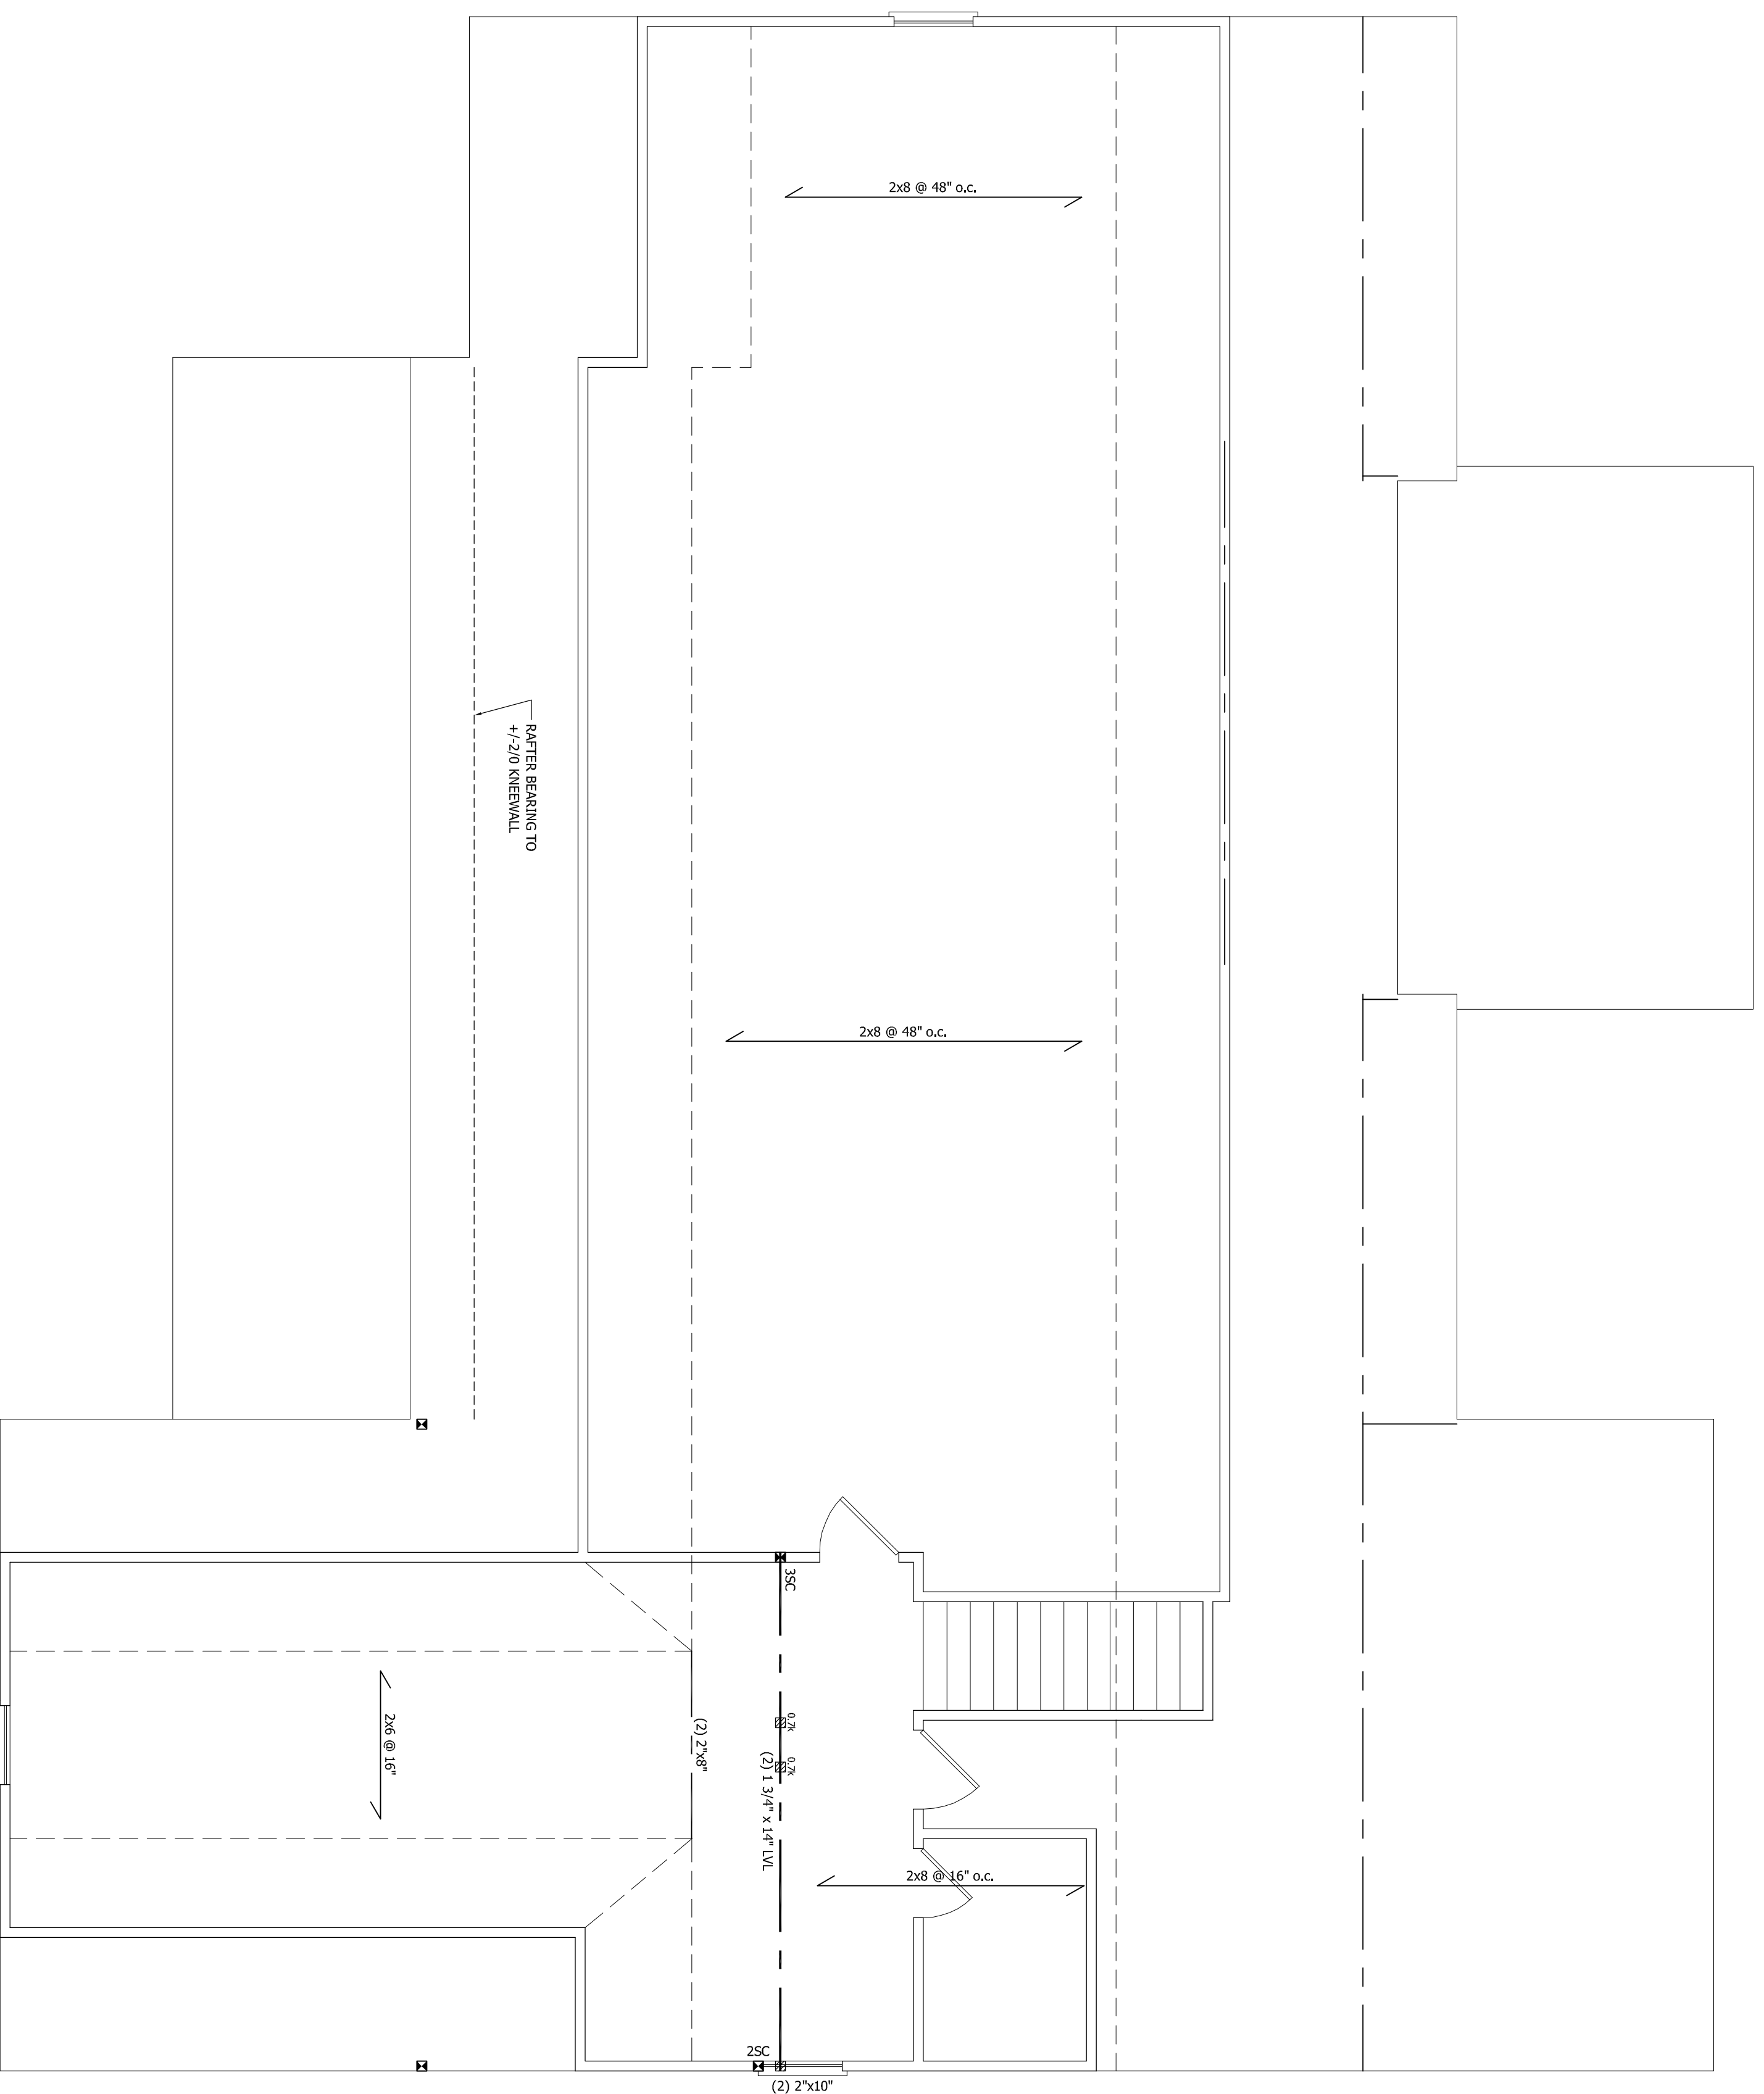 2x8 @ 48" o.c.
RAFTER BEARING TO
+/-2/0 KNEEWALL
2x8 @ 48" o.c.
3SC
0.7k
0.7k
(2) 2"x8"
(2) 1 3/4" x 14" LVL
2x6 @ 16"
2x8 @ 16" o.c.
2SC
(2) 2"x10"